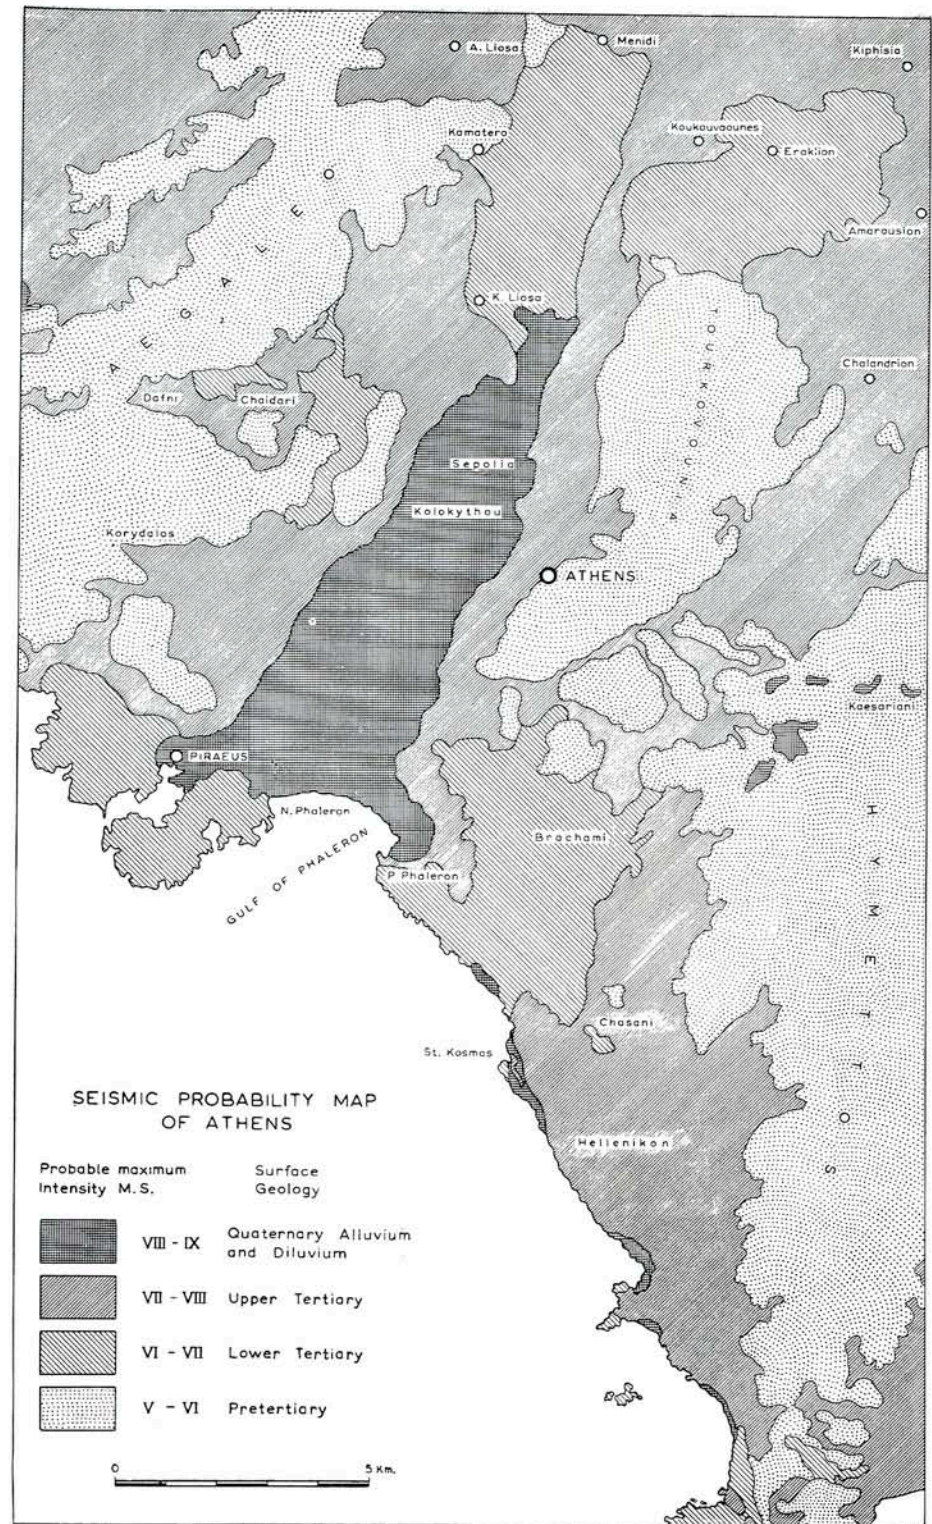 Menidi
A. Liosa
Kiphisia
Kamatero
Koukouvaounes
Eraklion
Amarousion
AEGALE
K. Liosa
TOURKOVOUNIA
Chalandrion
Dafni
Chaidari
Sepolia
Kolokythou
Korydalos
ATHENS
Kaesariani
PIRAEUS
N. Phaleron
GULF OF PHALERON
Brachami
P. Phaleron
HYMETTOS
Chasani
St. Kosmas
Hellenikon
SEISMIC PROBABILITY MAP
OF ATHENS
Probable maximum
Intensity M. S.
Surface
Geology
VIII - IX Quaternary Alluvium
and Diluvium
VII - VIII Upper Tertiary
VI - VII Lower Tertiary
V - VI Pretertiary
0 5 Km.